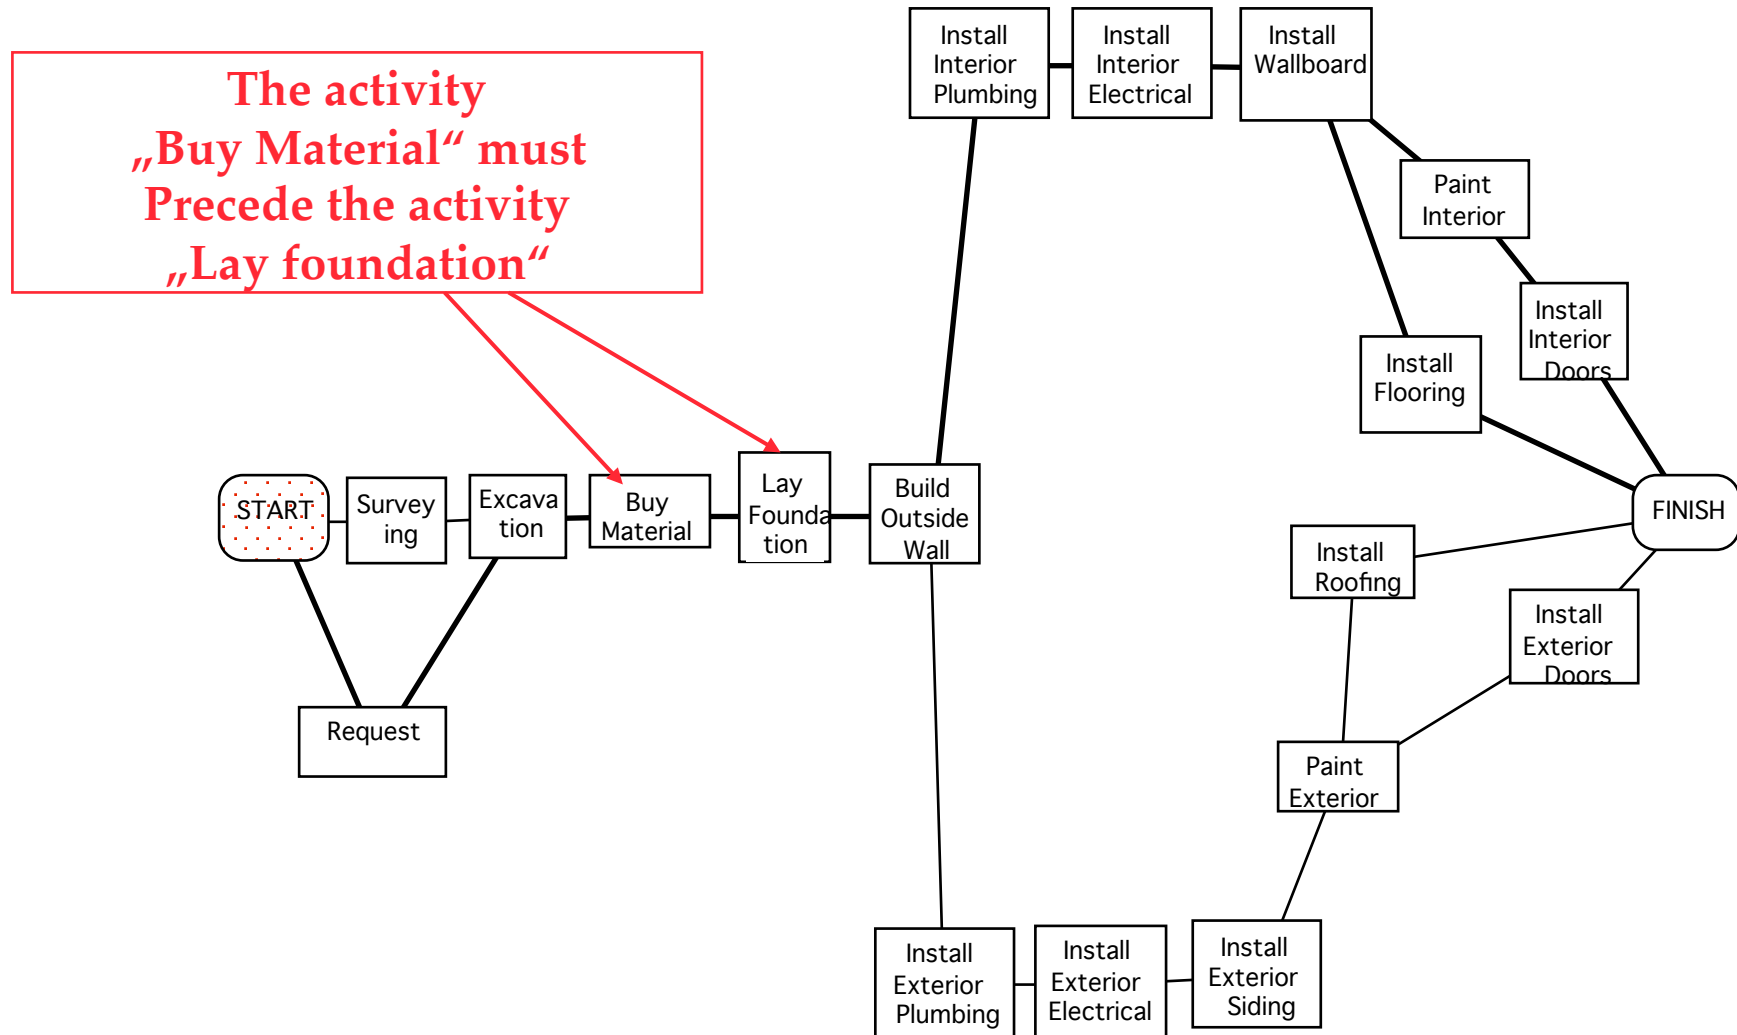 The activity
„Buy Material“ must
Precede the activity
„Lay foundation“
Install
Interior
Plumbing
Install
Interior
Electrical
Install
Wallboard
Paint
Interior
Install
Interior
Doors
Install
Flooring
START
Survey
ing
Excava
tion
Buy
Material
Lay
Founda
tion
Build
Outside
Wall
FINISH
Install
Roofing
Install
Exterior
Doors
Request
Paint
Exterior
Install
Exterior
Plumbing
Install
Exterior
Electrical
Install
Exterior
Siding